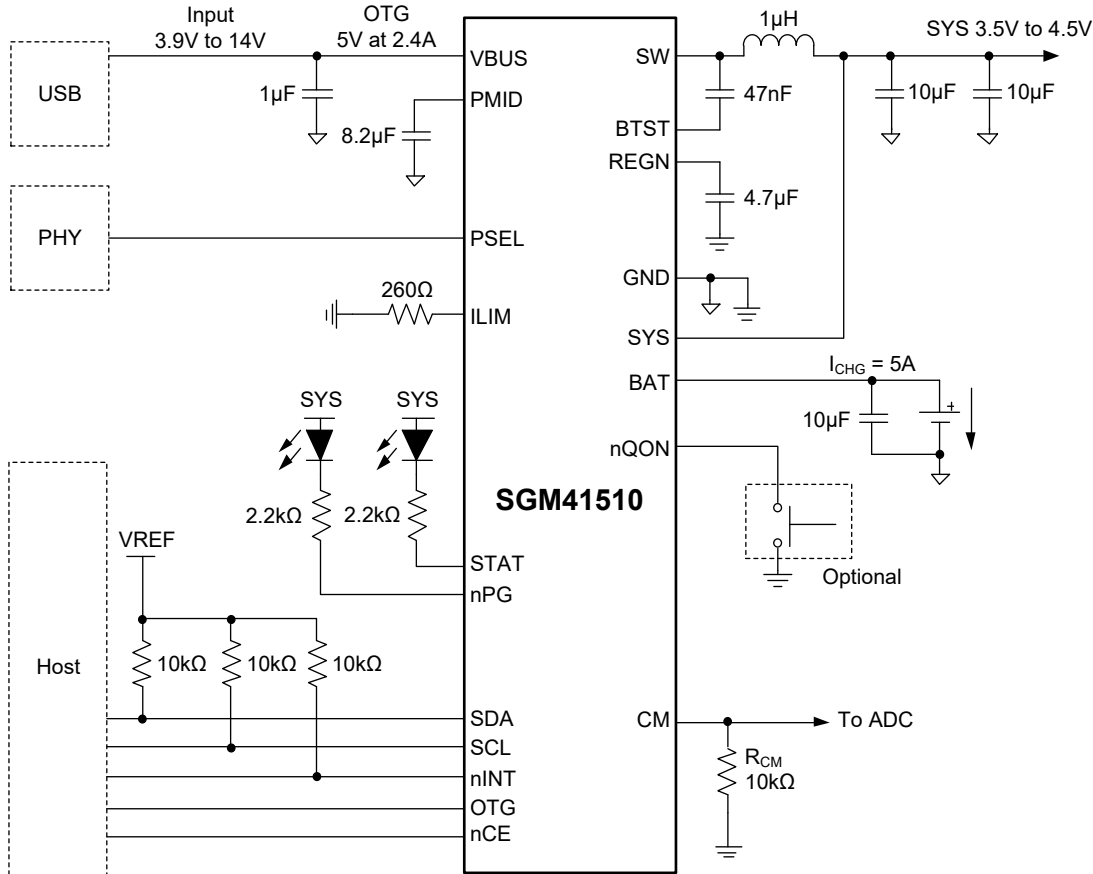 Input
3.9V to 14V
OTG
5V at 2.4A
1µH
SYS 3.5V to 4.5V
USB
1µF
VBUS
PMID
8.2µF
SW
47nF
10µF
10µF
BTST
REGN
4.7µF
PHY
PSEL
GND
260Ω
ILIM
SYS
BAT
I_CHG = 5A
10µF
+
nQON
SYS
SYS
SGM41510
2.2kΩ
2.2kΩ
STAT
nPG
Optional
VREF
Host
10kΩ
10kΩ
10kΩ
SDA
SCL
nINT
OTG
nCE
CM
To ADC
R_CM
10kΩ